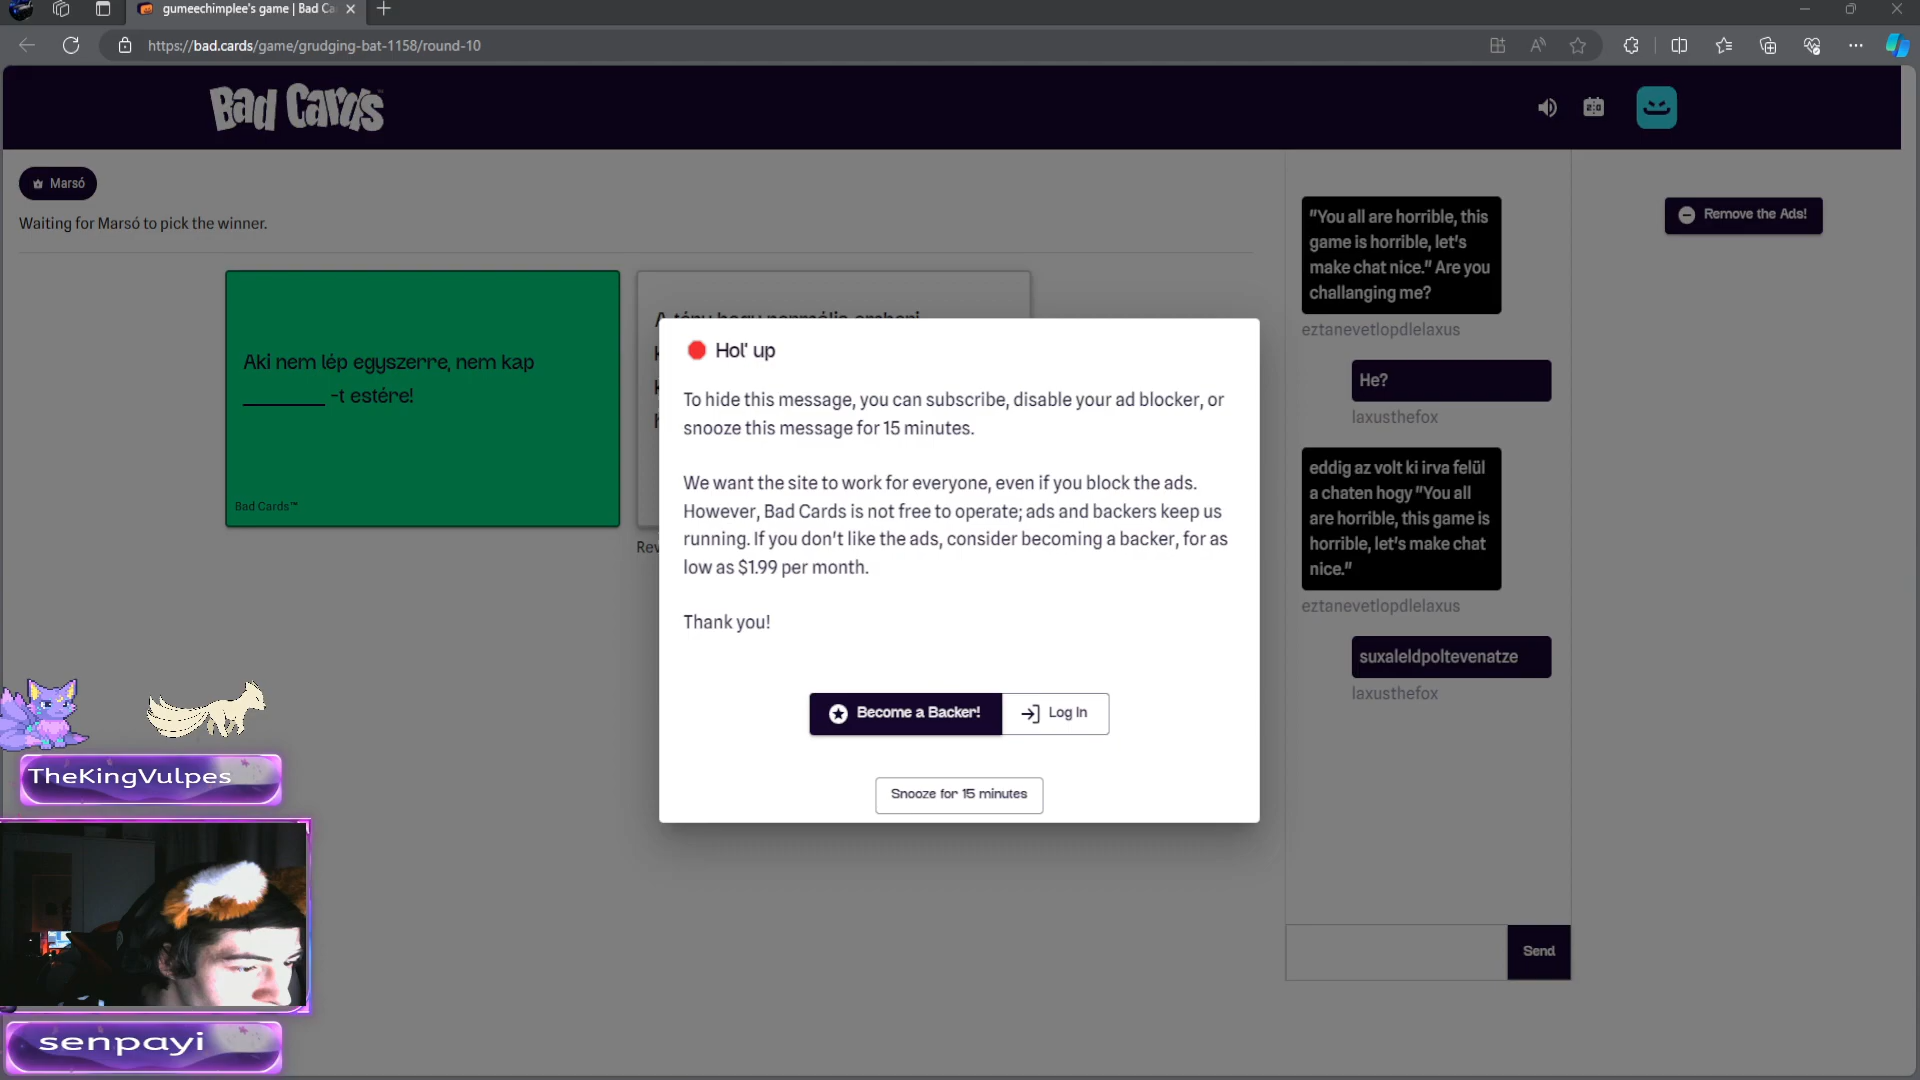 gumeechimplee's game | Bad Ca
https://bad.cards/game/grudging-bat-1158/round-10
Bad Cards
Marsó
Waiting for Marsó to pick the winner.
Aki nem lép egyszerre, nem kap
________ -t estére!
Bad Cards™
Rev
Hol' up
To hide this message, you can subscribe, disable your ad blocker, or
snooze this message for 15 minutes.
We want the site to work for everyone, even if you block the ads.
However, Bad Cards is not free to operate; ads and backers keep us
running. If you don't like the ads, consider becoming a backer, for as
low as $1.99 per month.
Thank you!
Become a Backer!
Log In
Snooze for 15 minutes
"You all are horrible, this
game is horrible, let's
make chat nice." Are you
challanging me?
eztanevetlopdlelaxus
He?
laxusthefox
eddig az volt ki irva felül
a chaten hogy "You all
are horrible, this game is
horrible, let's make chat
nice."
eztanevetlopdlelaxus
suxaleldpoltevenatze
laxusthefox
Send
Remove the Ads!
TheKingVulpes
senpayi